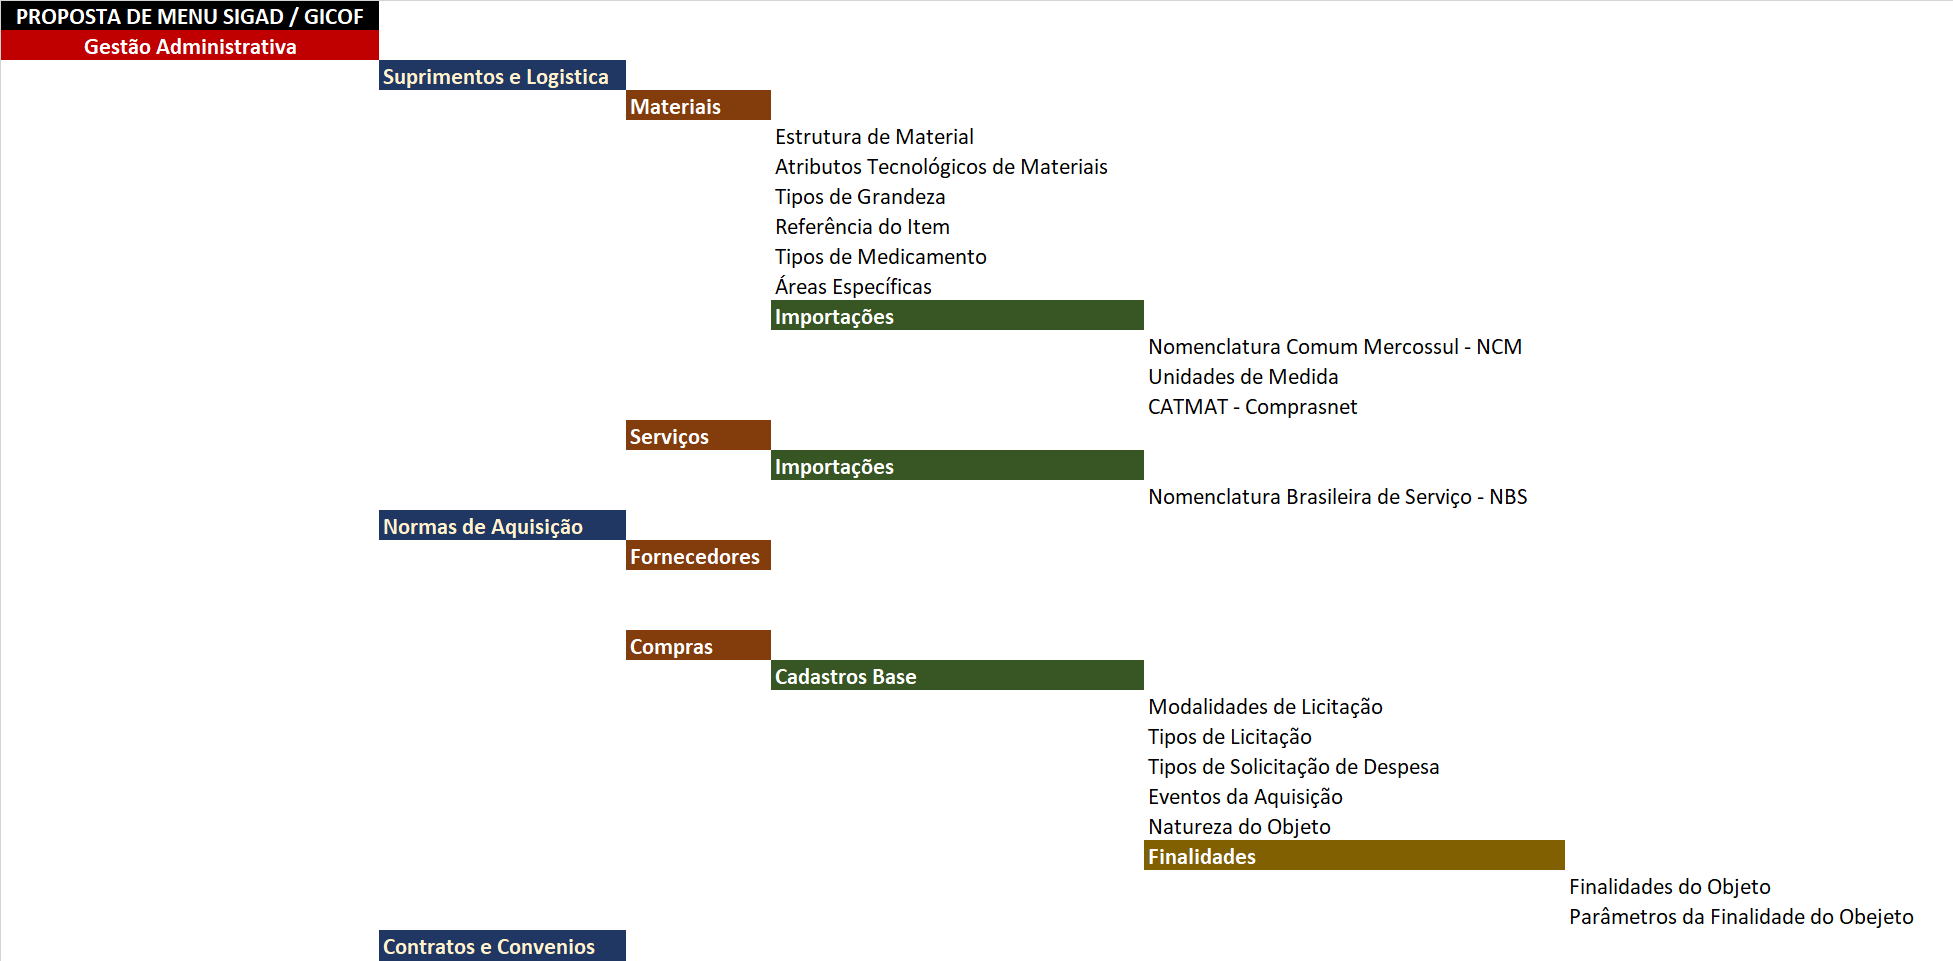 PROPOSTA DE MENU SIGAD / GICOF
Gestão Administrativa
Suprimentos e Logistica
Materiais
Estrutura de Material
Atributos Tecnológicos de Materiais
Tipos de Grandeza
Referência do Item
Tipos de Medicamento
Áreas Específicas
Importações
Nomenclatura Comum Mercossul - NCM
Unidades de Medida
CATMAT - Comprasnet
Serviços
Importações
Nomenclatura Brasileira de Serviço - NBS
Normas de Aquisição
Fornecedores
Compras
Cadastros Base
Modalidades de Licitação
Tipos de Licitação
Tipos de Solicitação de Despesa
Eventos da Aquisição
Natureza do Objeto
Finalidades
Finalidades do Objeto
Parâmetros da Finalidade do Obejeto
Contratos e Convenios